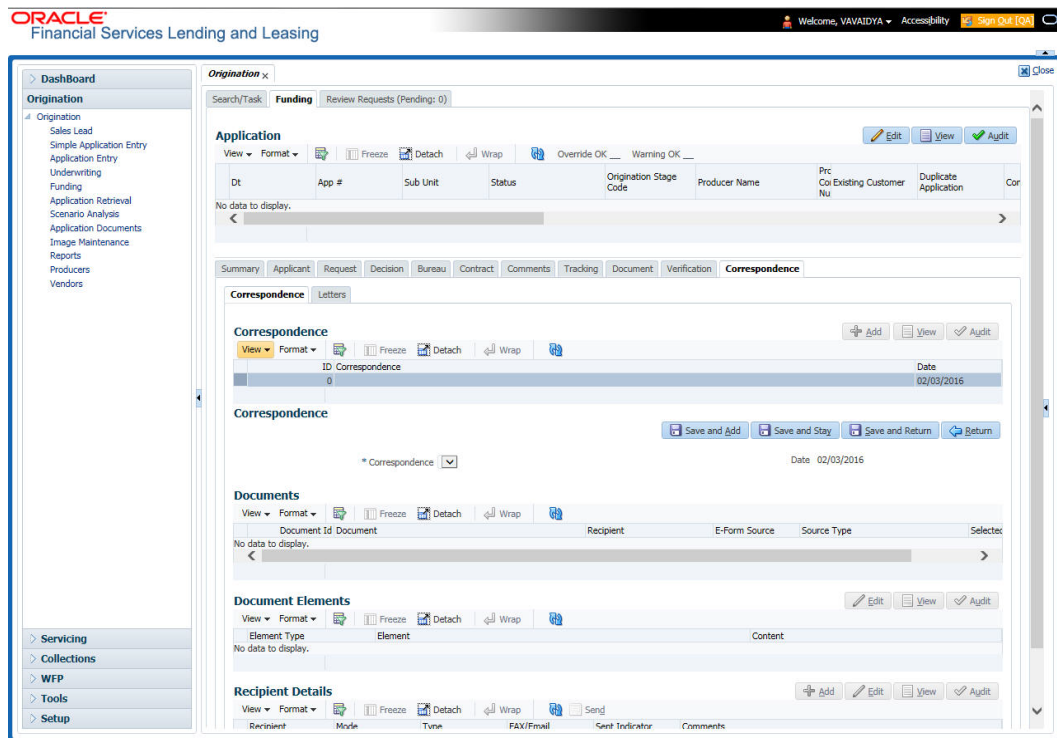 ORACLE
Financial Services Lending and Leasing
Welcome, VAVAIDYA Accessibility Sign Out [QA]
Close
DashBoard
Origination
Origination
Sales Lead
Simple Application Entry
Application Entry
Underwriting
Funding
Application Retrieval
Scenario Analysis
Application Documents
Image Maintenance
Reports
Producers
Vendors
Servicing
Collections
WFP
Tools
Setup
Origination
Search/Task Funding Review Requests (Pending: 0)
Application
Edit View Audit
View Format Freeze Detach Wrap Override OK __ Warning OK __
Dt App # Sub Unit Status Origination Stage Code Producer Name Prc Co Nu Existing Customer Duplicate Application Cor
No data to display.
Summary Applicant Request Decision Bureau Contract Comments Tracking Document Verification Correspondence
Correspondence Letters
Correspondence
Add View Audit
View Format Freeze Detach Wrap
ID Correspondence Date
0 02/03/2016
Correspondence
Save and Add Save and Stay Save and Return Return
* Correspondence Date 02/03/2016
Documents
View Format Freeze Detach Wrap
Document Id Document Recipient E-Form Source Source Type Selected
No data to display.
Document Elements
Edit View Audit
View Format Freeze Detach Wrap
Element Type Element Content
No data to display.
Recipient Details
Add Edit View Audit
View Format Freeze Detach Wrap Send
Recipient Mode Type FAX/Email Sent Indicator Comments